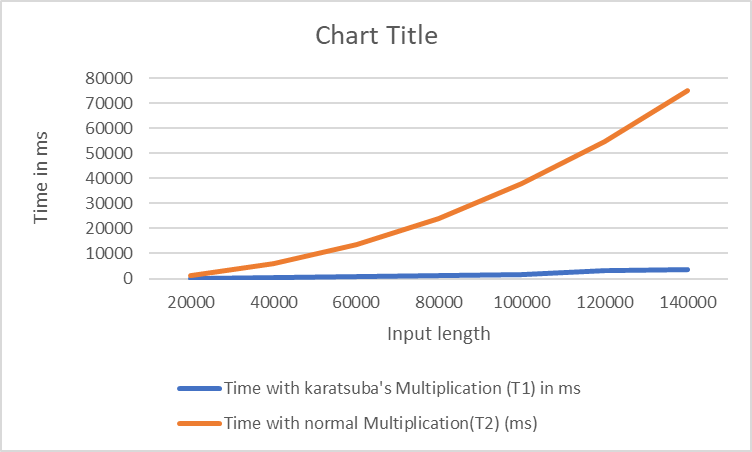 Chart Title
80000
70000
60000
50000
40000
30000
20000
10000
0
Time in ms
20000 40000 60000 80000 100000 120000 140000
Input length
Time with karatsuba's Multiplication (T1) in ms
Time with normal Multiplication(T2) (ms)